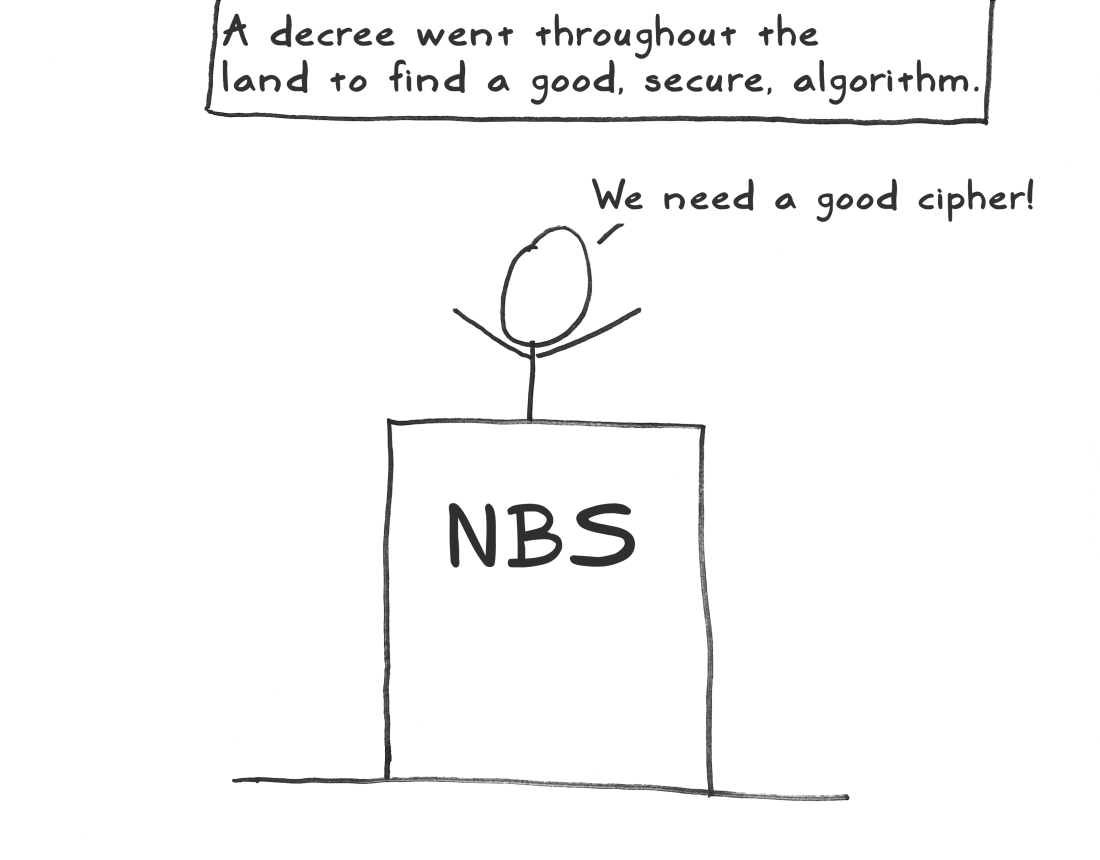 A decree went throughout the
land to find a good, secure, algorithm.
We need a good cipher!
NBS